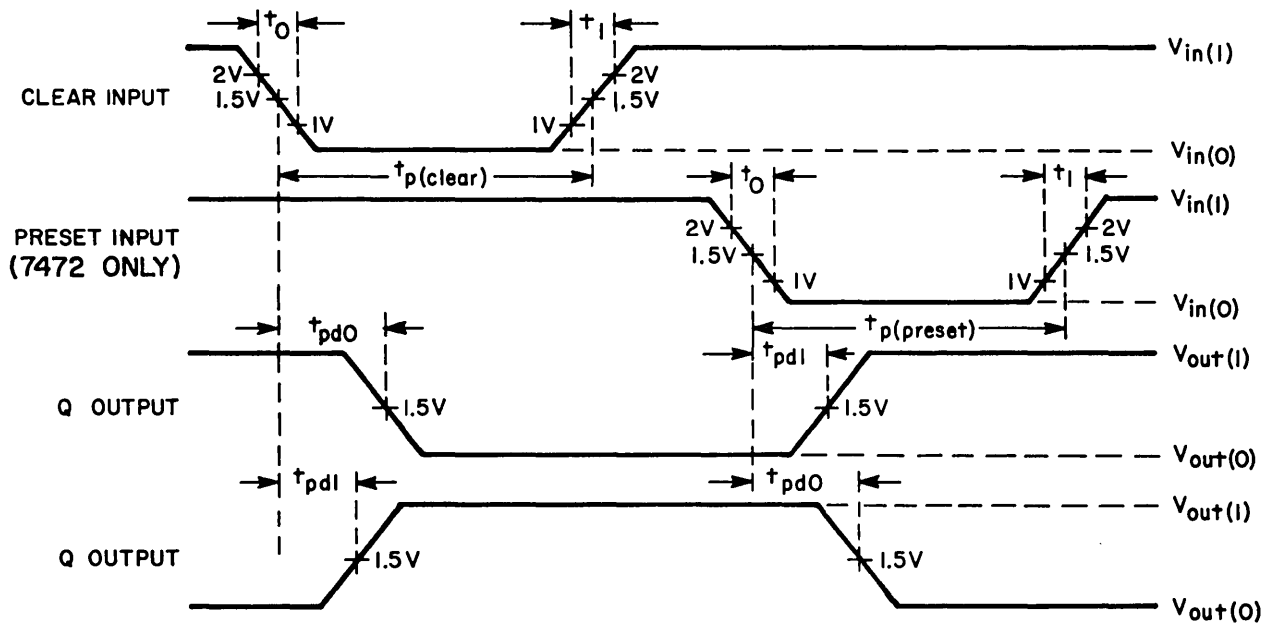 t0 t1
Vin(1)
2V 2V
CLEAR INPUT 1.5V 1.5V
1V 1V
Vin(0)
tp(clear)
t0 t1
Vin(1)
PRESET INPUT 2V 2V
(7472 ONLY) 1.5V 1.5V
1V 1V
Vin(0)
tpd0 tp(preset)
tpd1 Vout(1)
Q OUTPUT 1.5V 1.5V
Vout(0)
tpd1 tpd0
Vout(1)
Q OUTPUT 1.5V 1.5V
Vout(0)